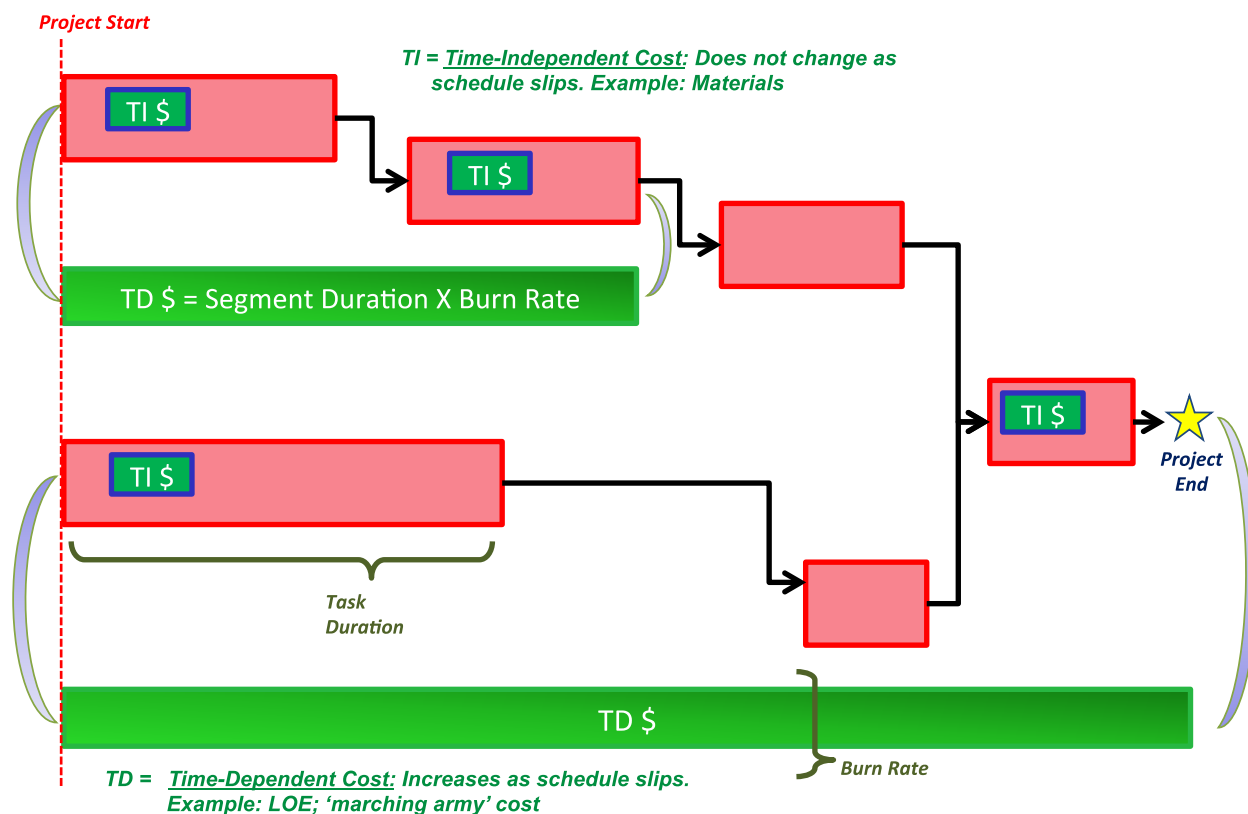 Project Start
TI = Time-Independent Cost: Does not change as
schedule slips. Example: Materials
TI $
TI $
TD $ = Segment Duration X Burn Rate
TI $
Project
End
TI $
Task
Duration
TD $
Burn Rate
TD = Time-Dependent Cost: Increases as schedule slips.
Example: LOE; ‘marching army’ cost